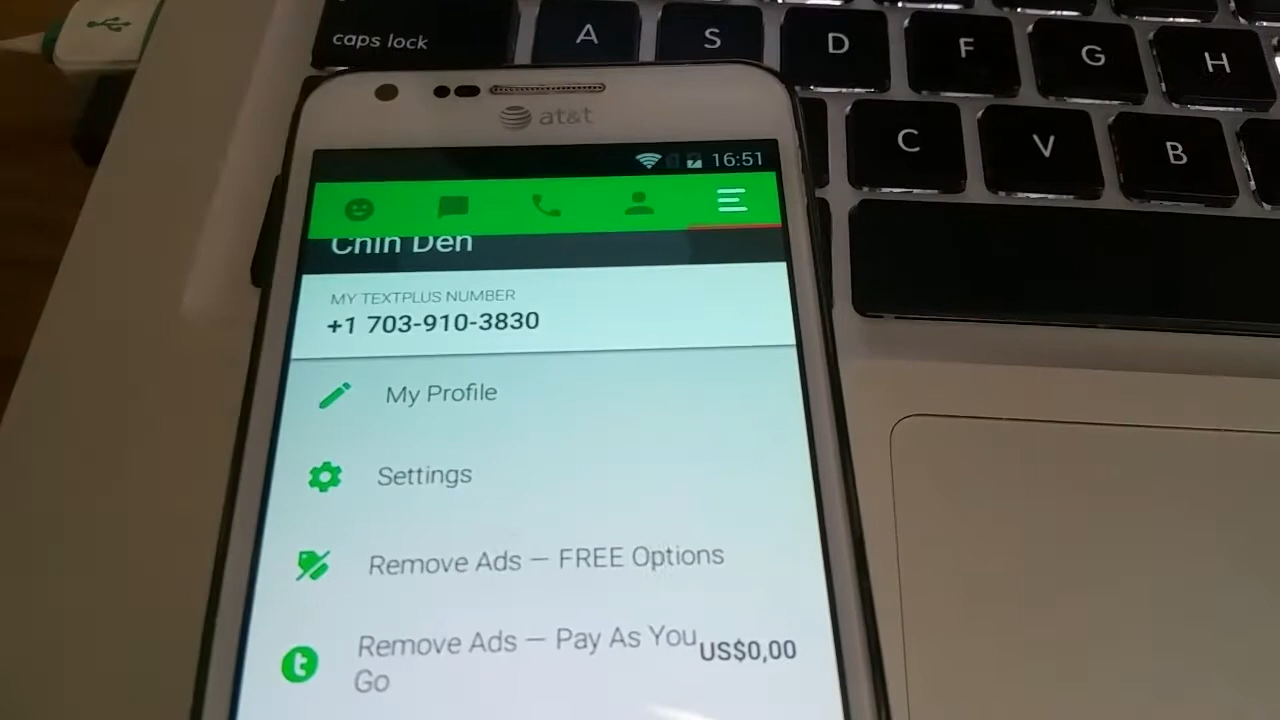 caps lock
A
S
D
F
G
H
C
V
B
at&t
16:51
Chin Den
MY TEXTPLUS NUMBER
+1 703-910-3830
My Profile
Settings
Remove Ads — FREE Options
Remove Ads — Pay As You
Go
US$0,00